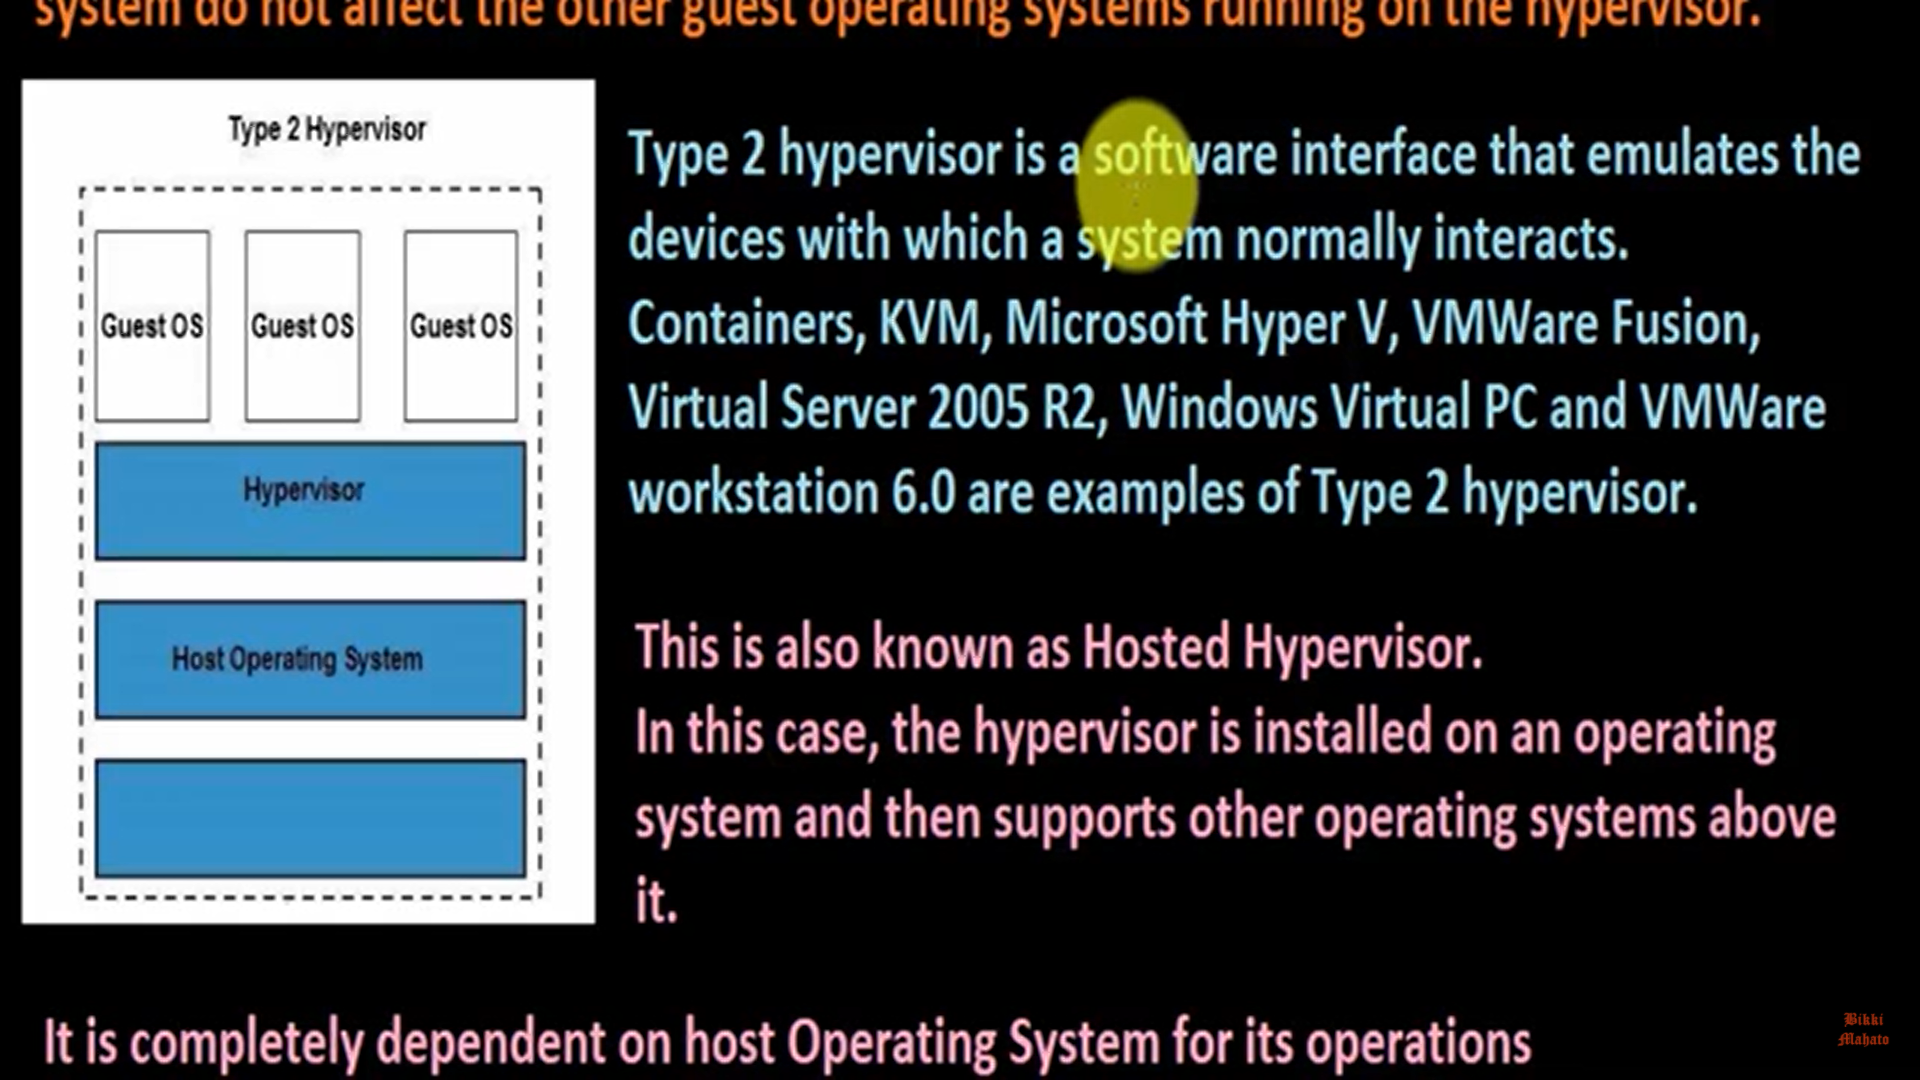 system do not affect the other guest operating systems running on the hypervisor.
Type 2 Hypervisor
Guest OS
Guest OS
Guest OS
Hypervisor
Host Operating System
Type 2 hypervisor is a software interface that emulates the
devices with which a system normally interacts.
Containers, KVM, Microsoft Hyper V, VMWare Fusion,
Virtual Server 2005 R2, Windows Virtual PC and VMWare
workstation 6.0 are examples of Type 2 hypervisor.
This is also known as Hosted Hypervisor.
In this case, the hypervisor is installed on an operating
system and then supports other operating systems above
it.
It is completely dependent on host Operating System for its operations
Bikki
Mahato